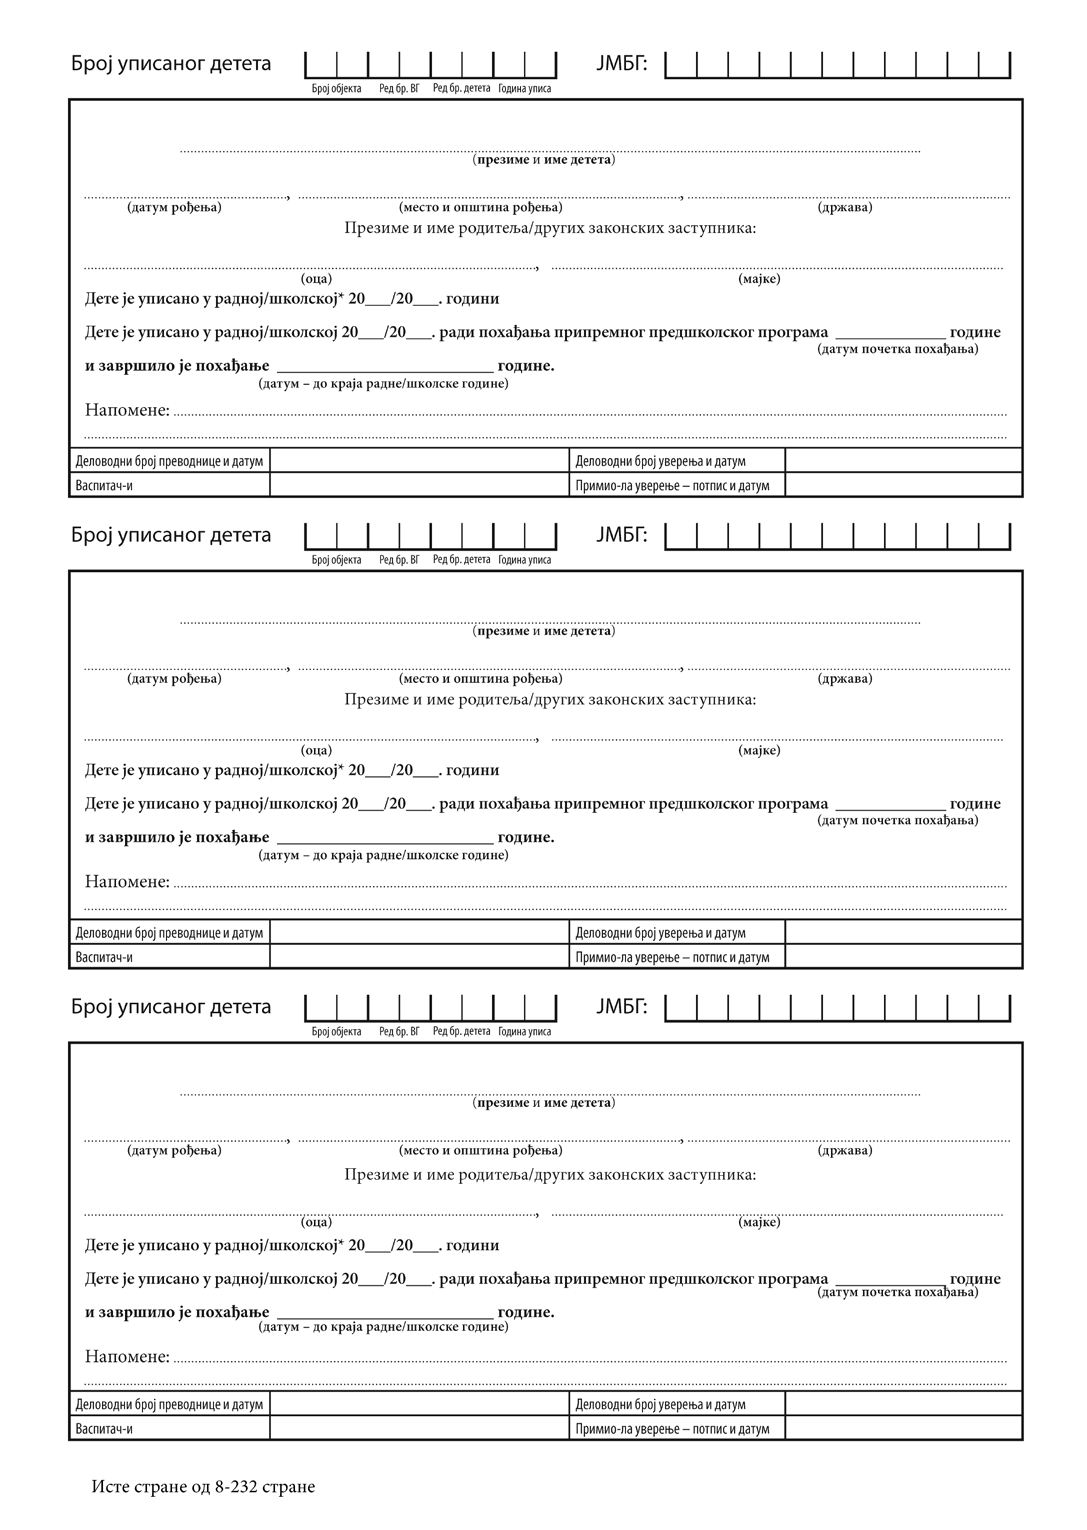 Број уписаног детета ЈМБГ:
Број објекта Ред бр. ВГ Ред бр. детета Година уписа
(презиме и име детета)
, ,
(датум рођења) (место и општина рођења) (држава)
Презиме и име родитеља/других законских заступника:
,
(оца) (мајке)
Дете је уписано у радној/школској* 20___/20___. години
Дете је уписано у радној/школској 20___/20___. ради похађања припремног предшколског програма _____________ године
(датум почетка похађања)
и завршило је похађање _________________________ године.
(датум – до краја радне/школске године)
Напомене:
Деловодни број преводнице и датум Деловодни број уверења и датум
Васпитач-и Примио-ла уверење – потпис и датум
Број уписаног детета ЈМБГ:
Број објекта Ред бр. ВГ Ред бр. детета Година уписа
(презиме и име детета)
, ,
(датум рођења) (место и општина рођења) (држава)
Презиме и име родитеља/других законских заступника:
,
(оца) (мајке)
Дете је уписано у радној/школској* 20___/20___. години
Дете је уписано у радној/школској 20___/20___. ради похађања припремног предшколског програма _____________ године
(датум почетка похађања)
и завршило је похађање _________________________ године.
(датум – до краја радне/школске године)
Напомене:
Деловодни број преводнице и датум Деловодни број уверења и датум
Васпитач-и Примио-ла уверење – потпис и датум
Број уписаног детета ЈМБГ:
Број објекта Ред бр. ВГ Ред бр. детета Година уписа
(презиме и име детета)
, ,
(датум рођења) (место и општина рођења) (држава)
Презиме и име родитеља/других законских заступника:
,
(оца) (мајке)
Дете је уписано у радној/школској* 20___/20___. години
Дете је уписано у радној/школској 20___/20___. ради похађања припремног предшколског програма _____________ године
(датум почетка похађања)
и завршило је похађање _________________________ године.
(датум – до краја радне/школске године)
Напомене:
Деловодни број преводнице и датум Деловодни број уверења и датум
Васпитач-и Примио-ла уверење – потпис и датум
Исте стране од 8-232 стране